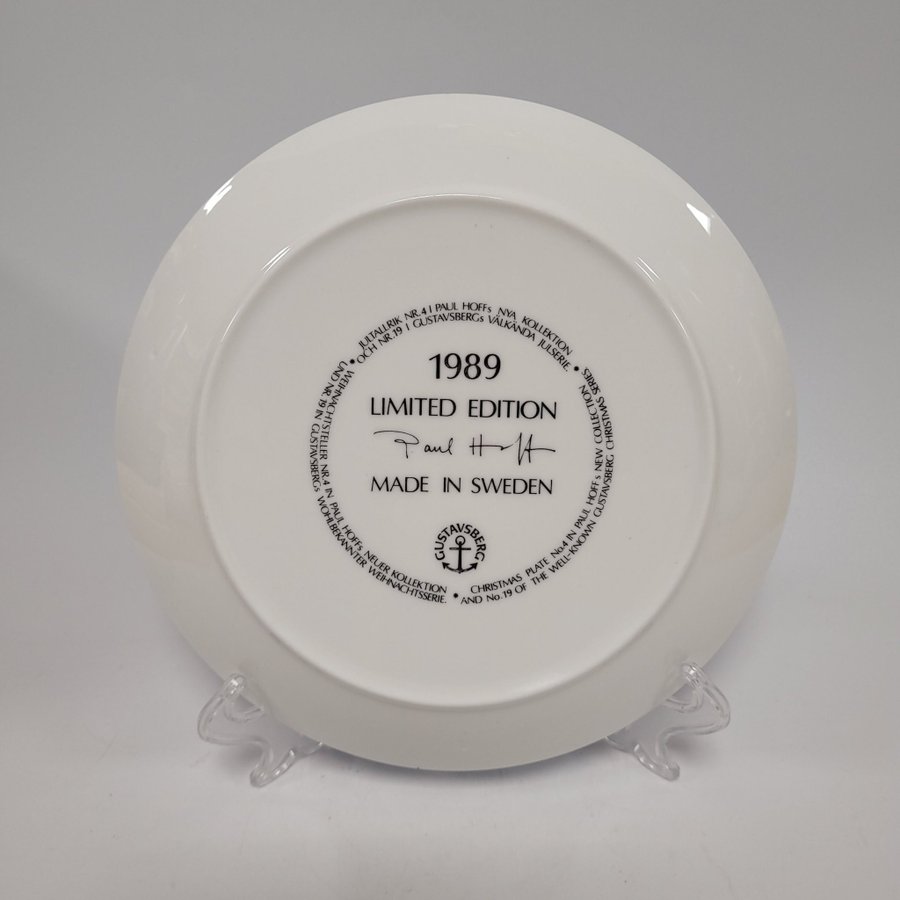 JULTALLRIK NR.4 I PAUL HOFFs NYA KOLLEKTION
OCH NR.19 I GUSTAVSBERGs VÄLKÄNDA JULSERIE.
1989
LIMITED EDITION
Paul Hoff
MADE IN SWEDEN
GUSTAVSBERG
CHRISTMAS PLATE No.4 IN PAUL HOFF's NEW COLLECTION
AND No.19 OF THE WELL-KNOWN GUSTAVSBERG CHRISTMAS SERIES
WEIHNACHTSTELLER NR.4 IN PAUL HOFFs NEUER KOLLEKTION
UND NR.19 IN GUSTAVSBERGs WOHLBEKANNTER WEIHNACHTSSERIE.